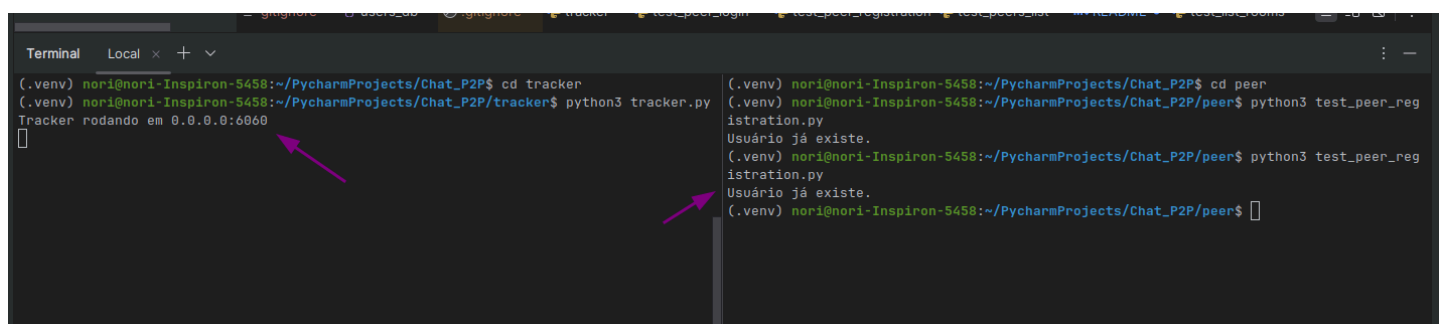 Terminal Local × +
(.venv) nori@nori-Inspiron-5458:~/PycharmProjects/Chat_P2P$ cd tracker
(.venv) nori@nori-Inspiron-5458:~/PycharmProjects/Chat_P2P/tracker$ python3 tracker.py
Tracker rodando em 0.0.0.0:6060
(.venv) nori@nori-Inspiron-5458:~/PycharmProjects/Chat_P2P$ cd peer
(.venv) nori@nori-Inspiron-5458:~/PycharmProjects/Chat_P2P/peer$ python3 test_peer_reg
istration.py
Usuário já existe.
(.venv) nori@nori-Inspiron-5458:~/PycharmProjects/Chat_P2P/peer$ python3 test_peer_reg
istration.py
Usuário já existe.
(.venv) nori@nori-Inspiron-5458:~/PycharmProjects/Chat_P2P/peer$